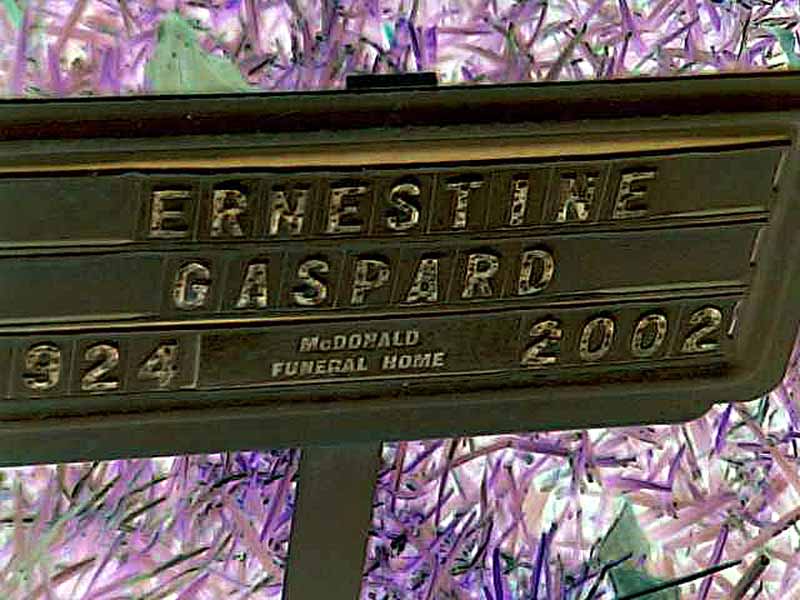 ERNESTINE
GASPARD
924 McDONALD 2002
FUNERAL HOME